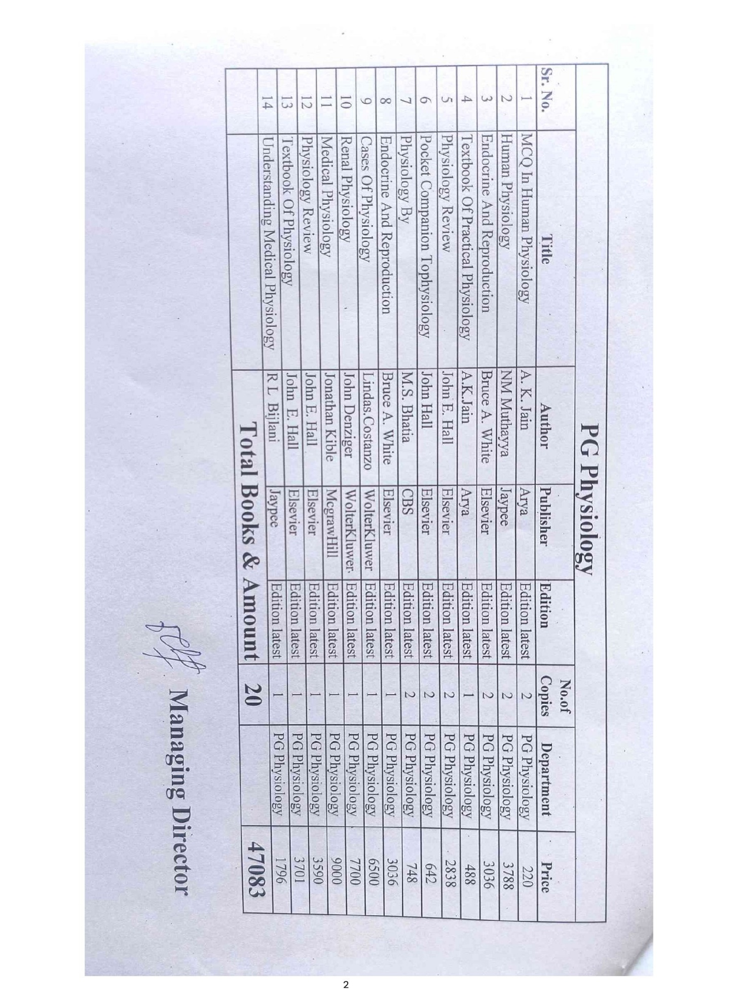 PG Physiology
Sr. No. Title Author Publisher Edition No.of Copies Department Price
1 MCQ In Human Physiology A. K. Jain Arya Edition latest 2 PG Physiology 220
2 Human Physiology NM Muthayya Jaypee Edition latest 2 PG Physiology 3788
3 Endocrine And Reproduction Bruce A. White Elsevier Edition latest 2 PG Physiology 3036
4 Textbook Of Practical Physiology A.K.Jain Arya Edition latest 1 PG Physiology 488
5 Physiology Review John E. Hall Elsevier Edition latest 2 PG Physiology 2838
6 Pocket Companion Tophysiology John Hall Elsevier Edition latest 2 PG Physiology 642
7 Physiology By M.S. Bhatia CBS Edition latest 2 PG Physiology 748
8 Endocrine And Reproduction Bruce A. White Elsevier Edition latest 1 PG Physiology 3036
9 Cases Of Physiology Lindas.Costanzo WolterKluwer Edition latest 1 PG Physiology 6500
10 Renal Physiology John Denziger WolterKluwer Edition latest 1 PG Physiology 7700
11 Medical Physiology Jonathan Kible McgrawHill Edition latest 1 PG Physiology 9000
12 Physiology Review John E. Hall Elsevier Edition latest 1 PG Physiology 3590
13 Textbook Of Physiology John E. Hall Elsevier Edition latest 1 PG Physiology 3701
14 Understanding Medical Physiology R L Bijlani Jaypee Edition latest 1 PG Physiology 1796
Total Books & Amount 20 47083
Managing Director
2